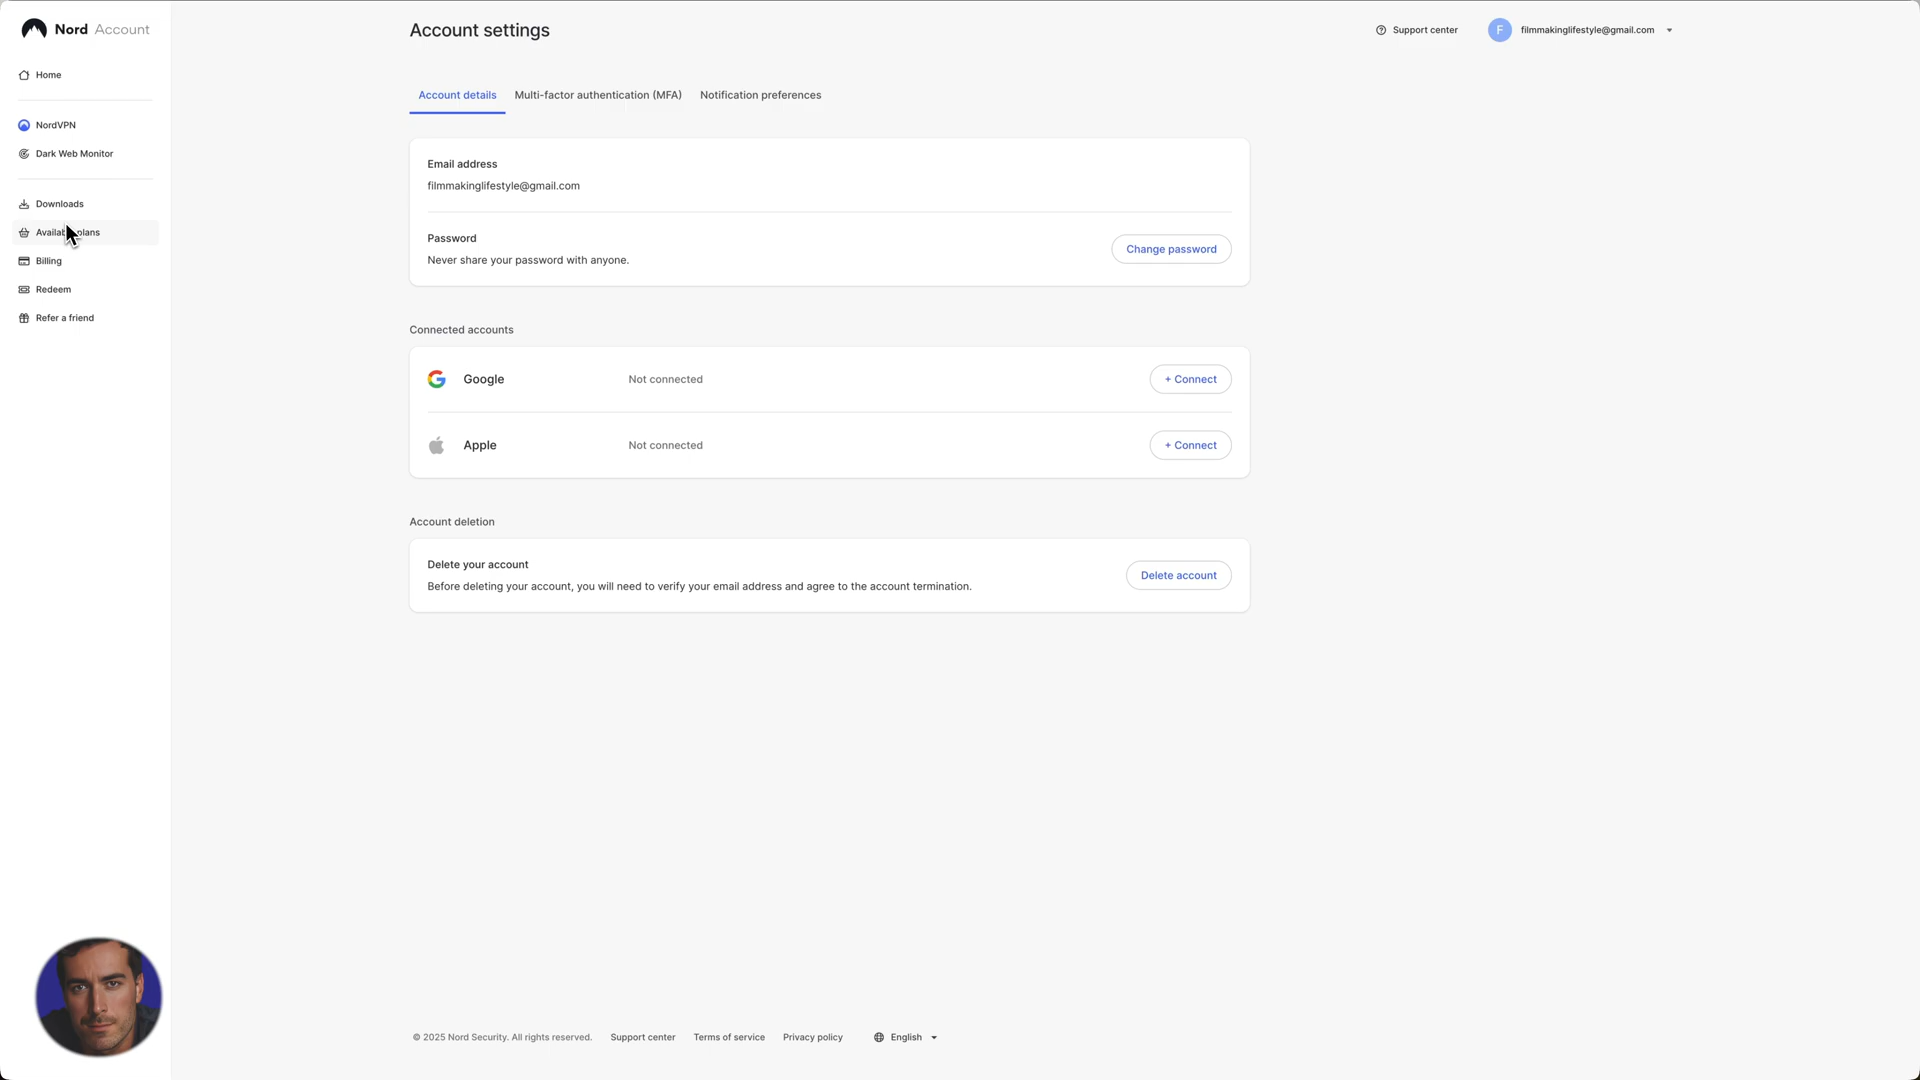 Nord Account
Home
NordVPN
Dark Web Monitor
Downloads
Available plans
Billing
Redeem
Refer a friend
Account settings
Support center
F
filmmakinglifestyle@gmail.com
Account details
Multi-factor authentication (MFA)
Notification preferences
Email address
filmmakinglifestyle@gmail.com
Password
Never share your password with anyone.
Change password
Connected accounts
Google
Not connected
+ Connect
Apple
Not connected
+ Connect
Account deletion
Delete your account
Before deleting your account, you will need to verify your email address and agree to the account termination.
Delete account
© 2025 Nord Security. All rights reserved.
Support center
Terms of service
Privacy policy
English